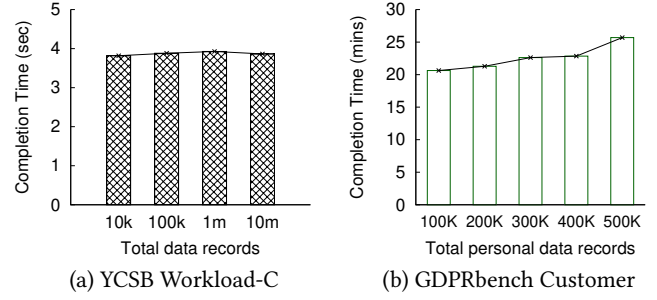 Completion Time (sec)
5
4
3
2
1
0
10k 100k 1m 10m
Total data records
(a) YCSB Workload-C
Completion Time (mins)
30
25
20
15
10
5
0
100K 200K 300K 400K 500K
Total personal data records
(b) GDPRbench Customer